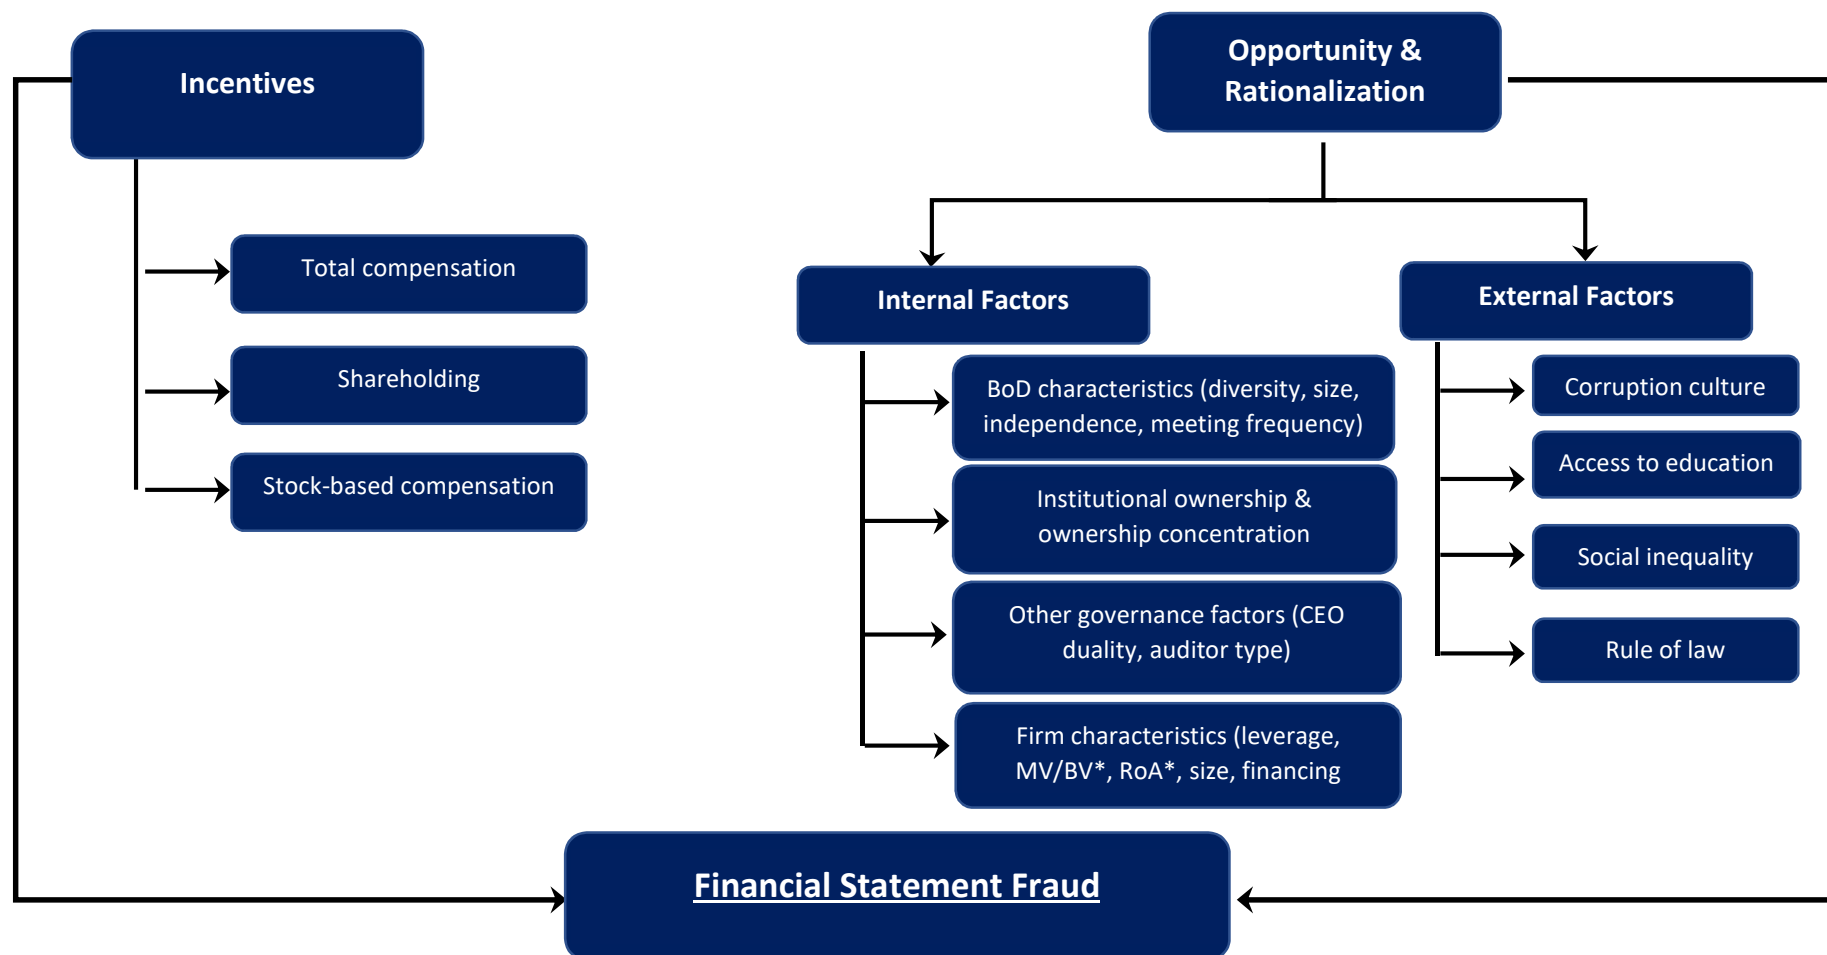 Incentives
Total compensation
Shareholding
Stock-based compensation
Opportunity &
Rationalization
Internal Factors
BoD characteristics (diversity, size,
independence, meeting frequency)
Institutional ownership &
ownership concentration
Other governance factors (CEO
duality, auditor type)
Firm characteristics (leverage,
MV/BV*, RoA*, size, financing
External Factors
Corruption culture
Access to education
Social inequality
Rule of law
Financial Statement Fraud